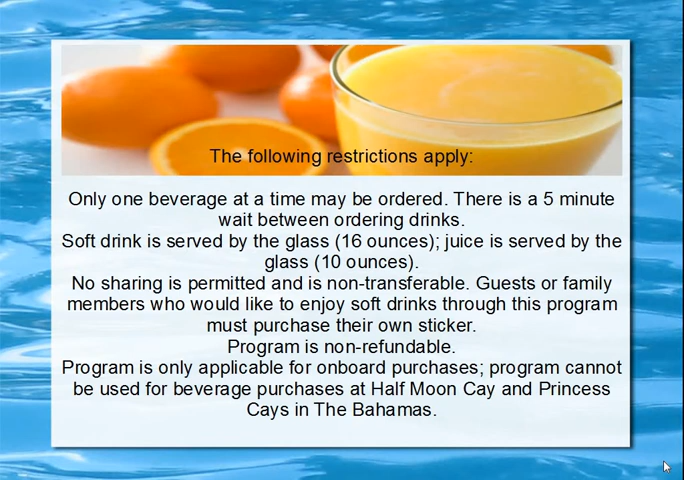 The following restrictions apply:
Only one beverage at a time may be ordered. There is a 5 minute
wait between ordering drinks.
Soft drink is served by the glass (16 ounces); juice is served by the
glass (10 ounces).
No sharing is permitted and is non-transferable. Guests or family
members who would like to enjoy soft drinks through this program
must purchase their own sticker.
Program is non-refundable.
Program is only applicable for onboard purchases; program cannot
be used for beverage purchases at Half Moon Cay and Princess
Cays in The Bahamas.